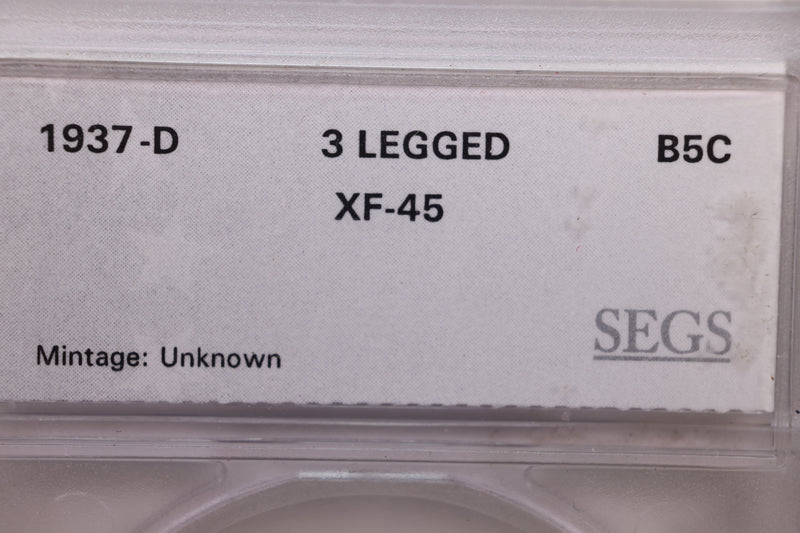 1937-D 3 LEGGED B5C
XF-45
SEGS
Mintage: Unknown